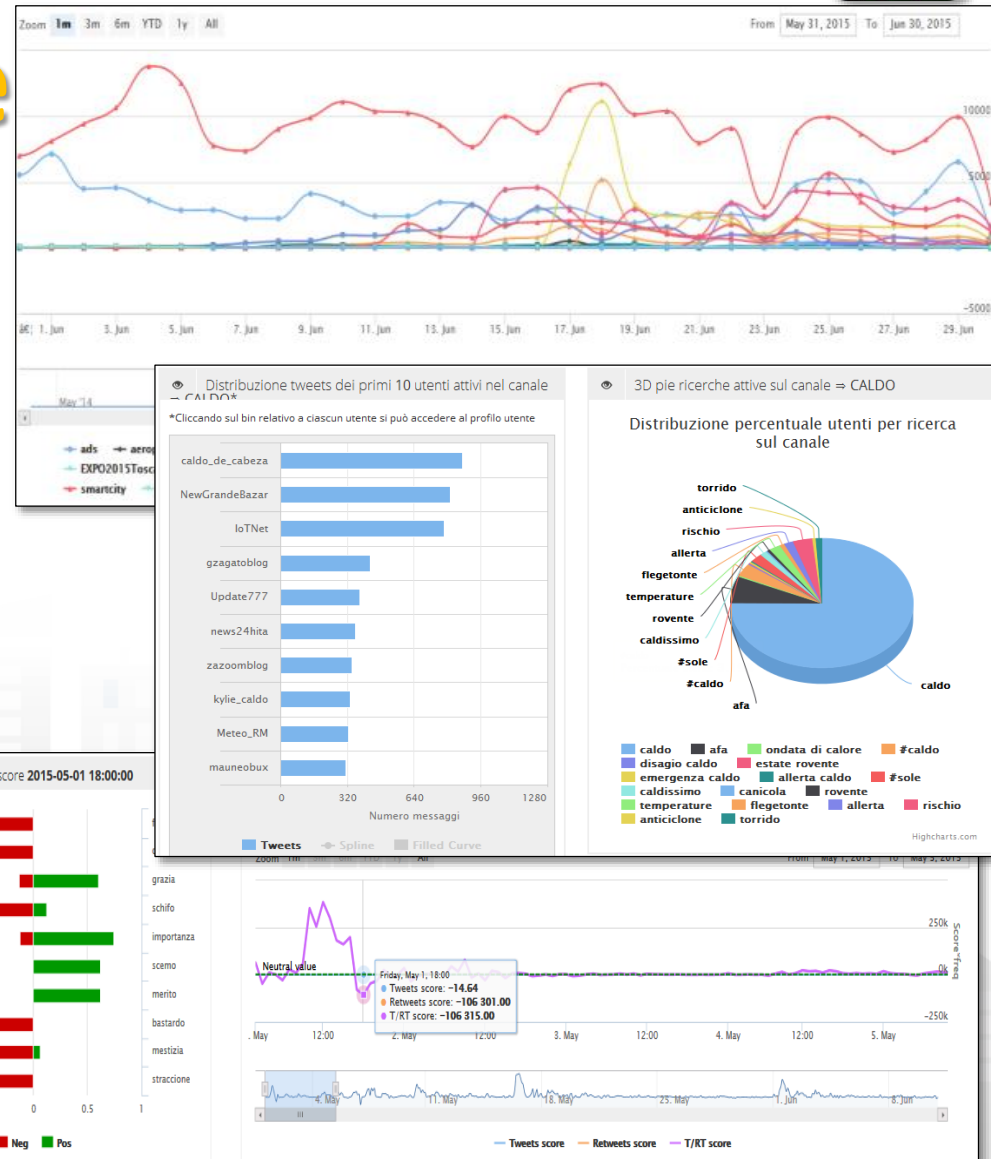 Zoom 1m 3m 6m YTD 1y All From May 31, 2015 To Jun 30, 2015
10000
5000
-5000
1. Jun 3. Jun 5. Jun 7. Jun 9. Jun 11. Jun 13. Jun 15. Jun 17. Jun 19. Jun 21. Jun 23. Jun 25. Jun 27. Jun 29. Jun
May '14
ads
EXPO2015Tosc
smartcity
Distribuzione tweets dei primi 10 utenti attivi nel canale
⇒ CALDO*
*Cliccando sul bin relativo a ciascun utente si può accedere al profilo utente
caldo_de_cabeza
NewGrandeBazar
IoTNet
gzagatoblog
Update777
news24hita
zazoomblog
kylie_caldo
Meteo_RM
mauneobux
0 320 640 960 1280
Numero messaggi
Tweets Spline Filled Curve
3D pie ricerche attive sul canale ⇒ CALDO
Distribuzione percentuale utenti per ricerca
sul canale
torrido
anticiclone
rischio
allerta
flegetonte
temperature
rovente
caldissimo
#sole
#caldo
afa
caldo
caldo afa ondata di calore #caldo
disagio caldo estate rovente
emergenza caldo allerta caldo #sole
caldissimo canicola rovente
temperature flegetonte allerta rischio
anticiclone torrido
Highcharts.com
score 2015-05-01 18:00:00
grazia
schifo
importanza
scemo
merito
bastardo
mestizia
straccione
0 0.5 1
Neg Pos
Zoom 1m 3m 6m YTD 1y All From May 1, 2015 To May 5, 2015
250k
0k
-250k
Score*freq
Neutral value
Friday, May 1, 18:00
Tweets score: -14.64
Retweets score: -106 301.00
T/RT score: -106 315.00
. May 12:00 2. May 12:00 3. May 12:00 4. May 12:00 5. May
4. May 11. May 18. May 25. May 1. Jun 8. Jun
Tweets score Retweets score T/RT score